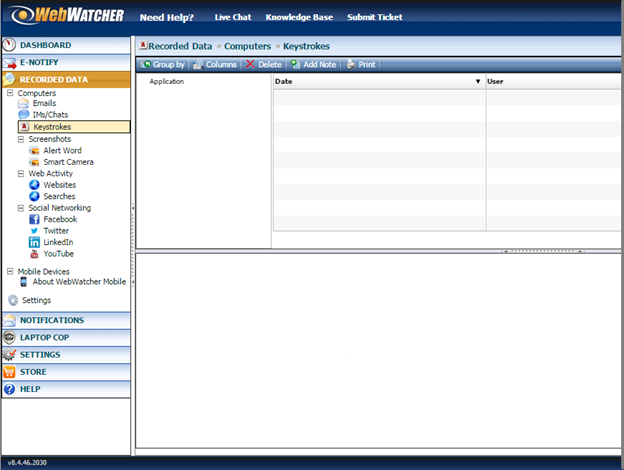 WebWatcher Need Help? Live Chat Knowledge Base Submit Ticket
DASHBOARD
E-NOTIFY
RECORDED DATA
Computers
Emails
IMs/Chats
Keystrokes
Screenshots
Alert Word
Smart Camera
Web Activity
Websites
Searches
Social Networking
Facebook
Twitter
LinkedIn
YouTube
Mobile Devices
About WebWatcher Mobile
Settings
NOTIFICATIONS
LAPTOP COP
SETTINGS
STORE
HELP
Recorded Data » Computers » Keystrokes
Group by Columns Delete Add Note Print
Application Date User
v8.4.46.2030